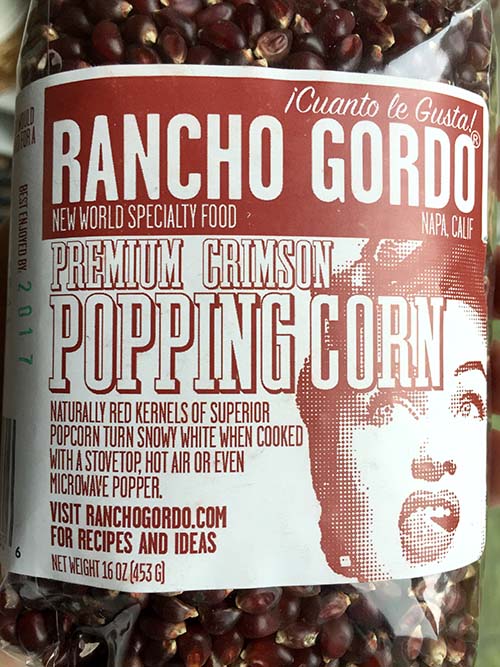 ¡Cuanto le Gusta!
RANCHO GORDO®
NEW WORLD SPECIALTY FOOD
NAPA, CALIF
PREMIUM CRIMSON
POPPING CORN
NATURALLY RED KERNELS OF SUPERIOR
POPCORN TURN SNOWY WHITE WHEN COOKED
WITH A STOVETOP, HOT AIR OR EVEN
MICROWAVE POPPER.
VISIT RANCHOGORDO.COM
FOR RECIPES AND IDEAS
NET WEIGHT 16 OZ (453 G)
BEST ENJOYED BY: 2017
6